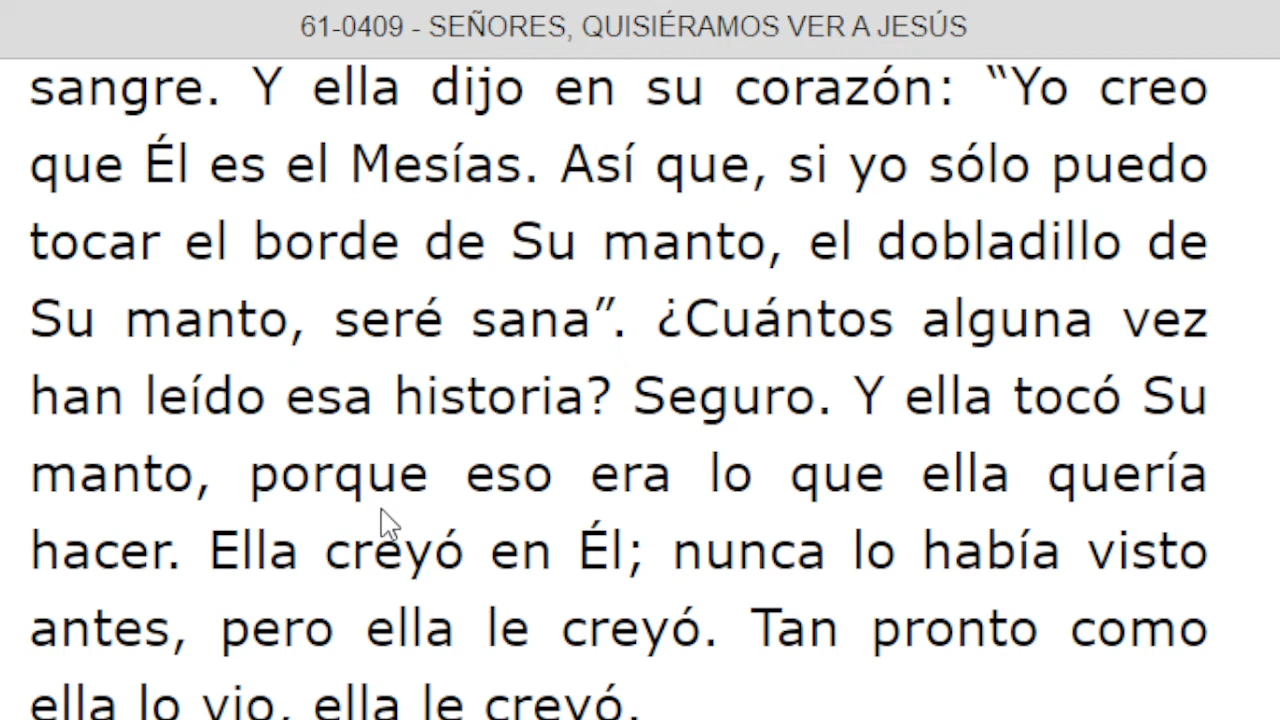 61-0409 - SEÑORES, QUISIÉRAMOS VER A JESÚS
sangre. Y ella dijo en su corazón: “Yo creo
que Él es el Mesías. Así que, si yo sólo puedo
tocar el borde de Su manto, el dobladillo de
Su manto, seré sana”. ¿Cuántos alguna vez
han leído esa historia? Seguro. Y ella tocó Su
manto, porque eso era lo que ella quería
hacer. Ella creyó en Él; nunca lo había visto
antes, pero ella le creyó. Tan pronto como
ella lo vio, ella le creyó.